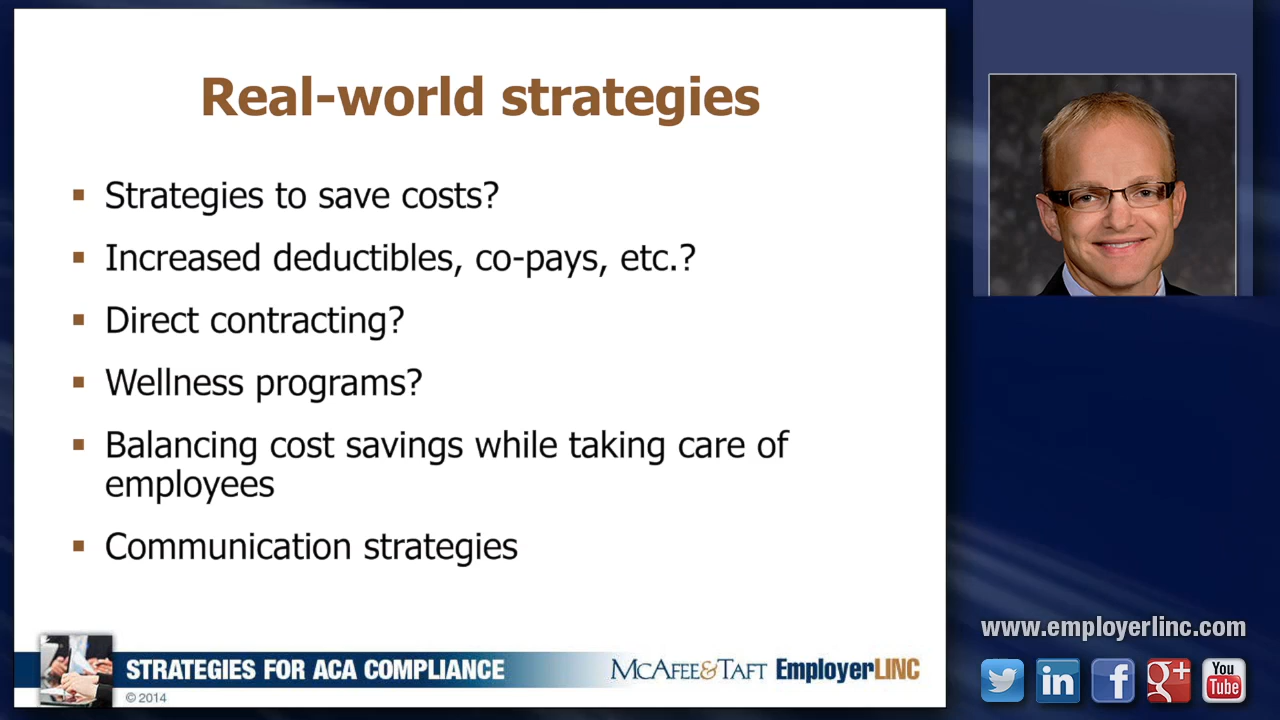 Real-world strategies
Strategies to save costs?
Increased deductibles, co-pays, etc.?
Direct contracting?
Wellness programs?
Balancing cost savings while taking care of
employees
Communication strategies
STRATEGIES FOR ACA COMPLIANCE
MCAFEE&TAFT EmployerLINC
© 2014
www.employerlinc.com
in
f
g+
You
Tube